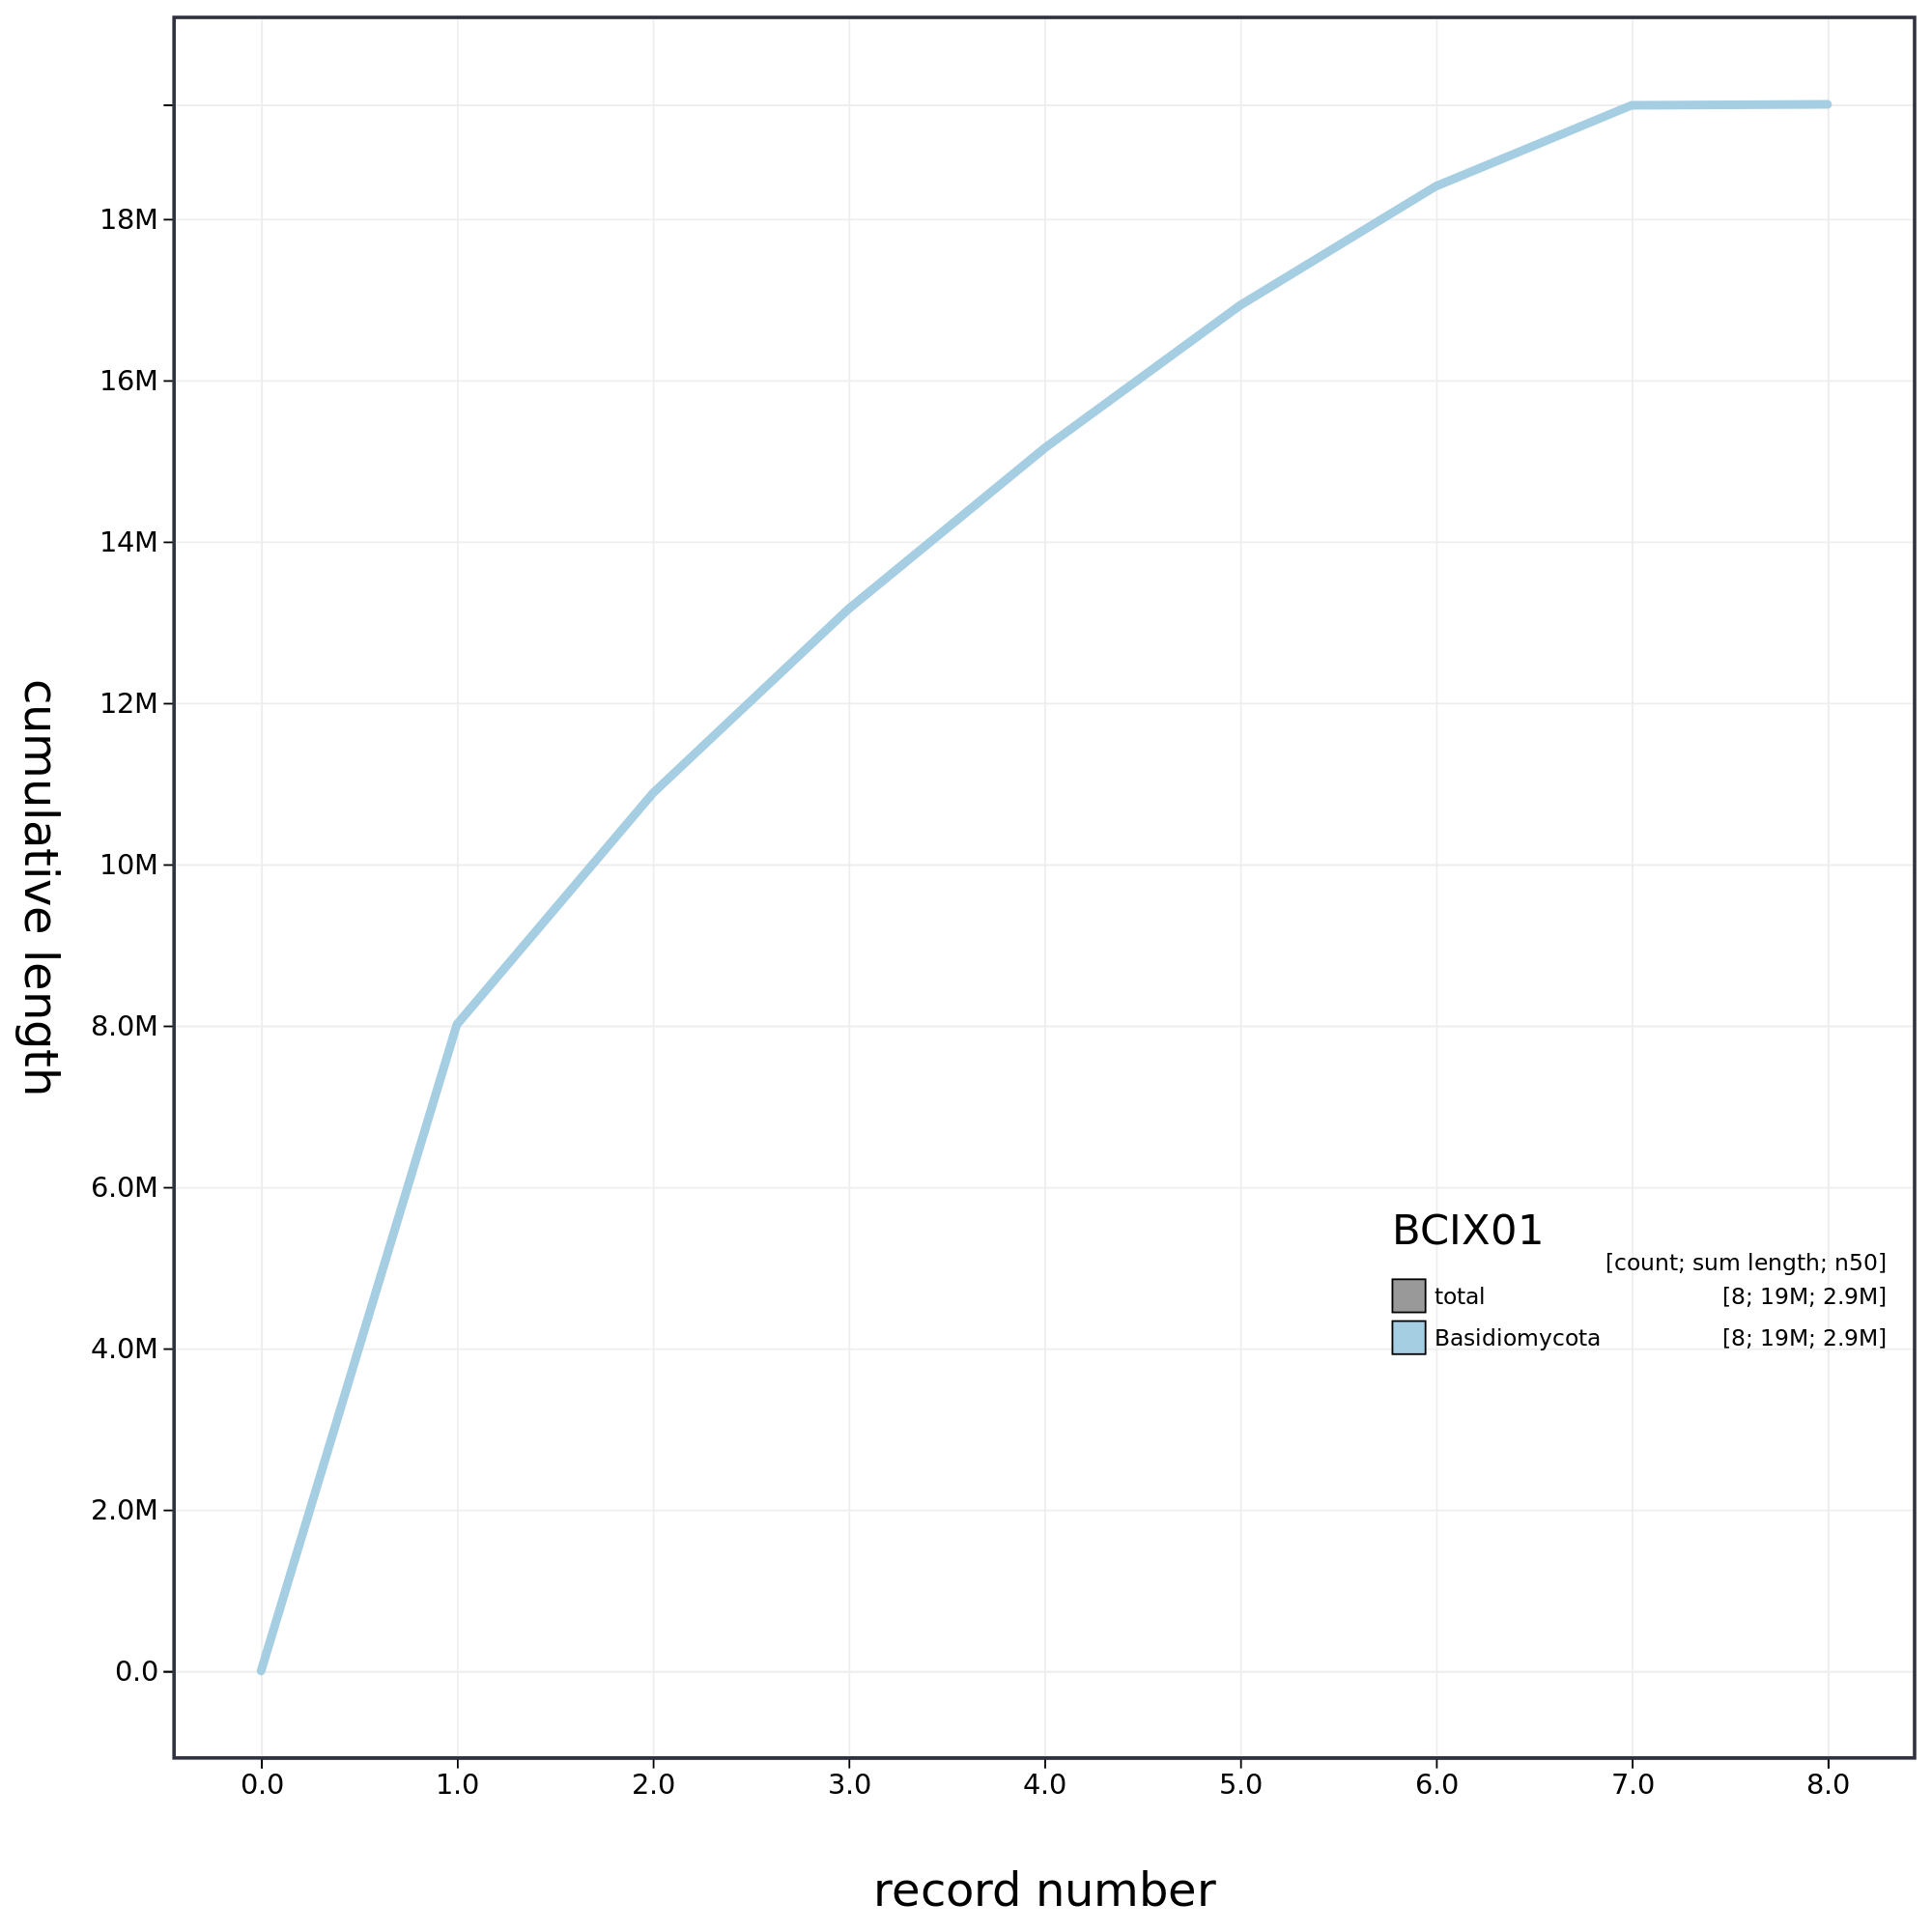 18M
16M
14M
12M
10M
8.0M
6.0M
4.0M
2.0M
0.0
cumulative length
BCIX01
[count; sum length; n50]
total [8; 19M; 2.9M]
Basidiomycota [8; 19M; 2.9M]
0.0 1.0 2.0 3.0 4.0 5.0 6.0 7.0 8.0
record number